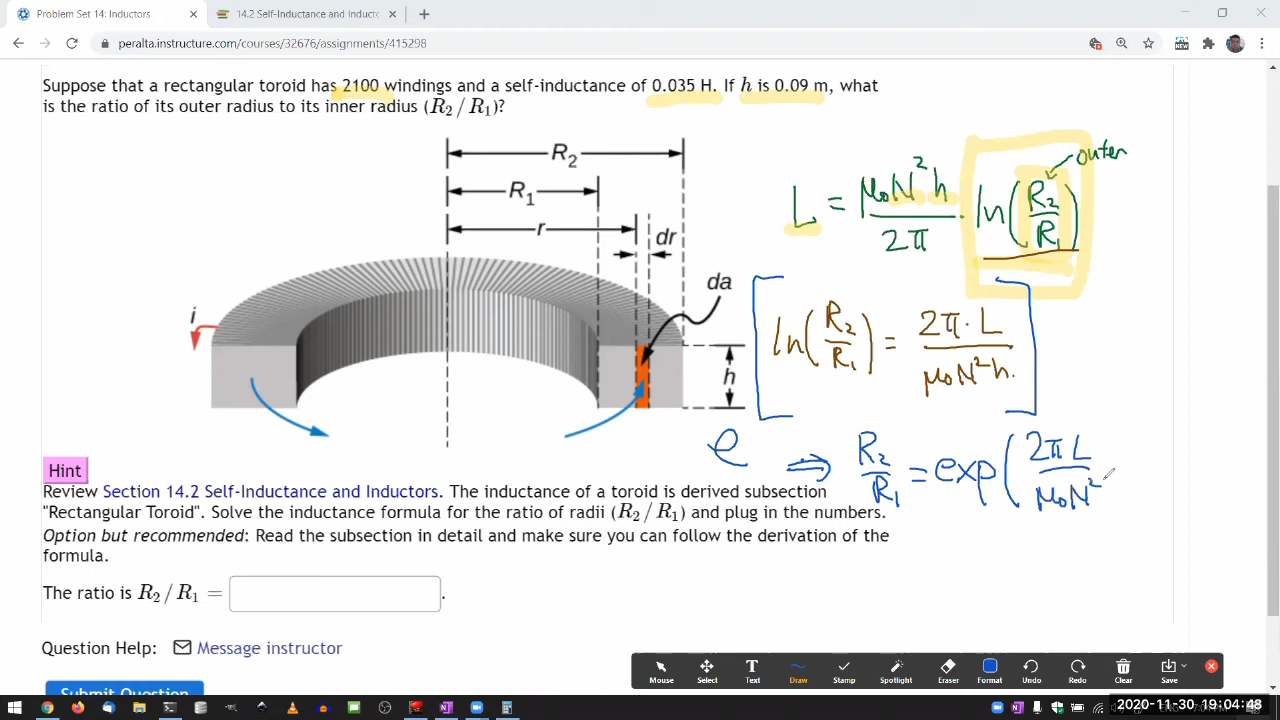 Problem Set 14: Inductors
14.2 Self-Inductance and Induct
peralta.instructure.com/courses/32676/assignments/415298
Suppose that a rectangular toroid has 2100 windings and a self-inductance of 0.035 H. If h is 0.09 m, what
is the ratio of its outer radius to its inner radius (R₂/R₁)?
R₂
R₁
r
dr
da
i
h
outer
L = μ₀N²h / 2π · ln(R₂/R₁)
ln(R₂/R₁) = 2π·L / μ₀N²h.
e ⇒ R₂/R₁ = exp(2πL / μ₀N²
Hint
Review Section 14.2 Self-Inductance and Inductors. The inductance of a toroid is derived subsection
"Rectangular Toroid". Solve the inductance formula for the ratio of radii (R₂/R₁) and plug in the numbers.
Option but recommended: Read the subsection in detail and make sure you can follow the derivation of the
formula.
The ratio is R₂/R₁ = .
Question Help: Message instructor
Submit Question
Mouse Select Text Draw Stamp Spotlight Eraser Format Undo Redo Clear Save
2020-11-30 19:04:48